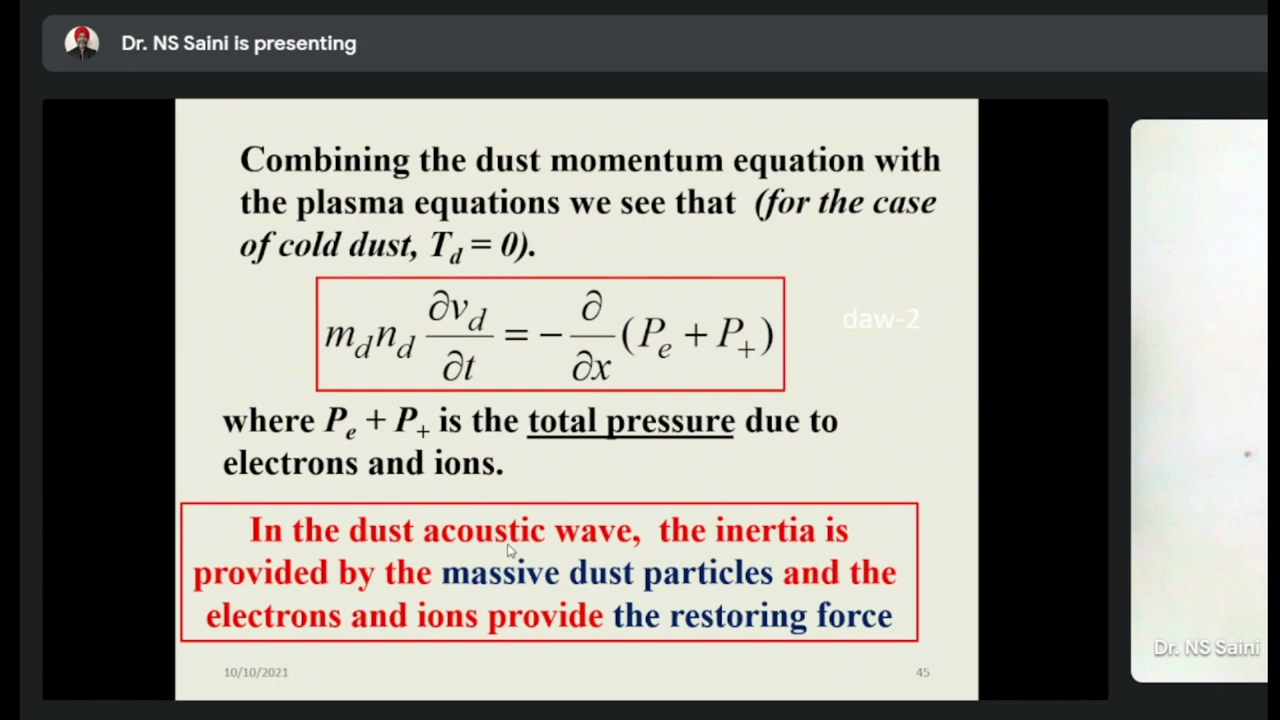 Dr. NS Saini is presenting
Combining the dust momentum equation with
the plasma equations we see that (for the case
of cold dust, T_d = 0).
m_d n_d ∂v_d/∂t = − ∂/∂x (P_e + P_+)
daw-2
where P_e + P_+ is the total pressure due to
electrons and ions.
In the dust acoustic wave, the inertia is
provided by the massive dust particles and the
electrons and ions provide the restoring force
10/10/2021
45
Dr. NS Saini